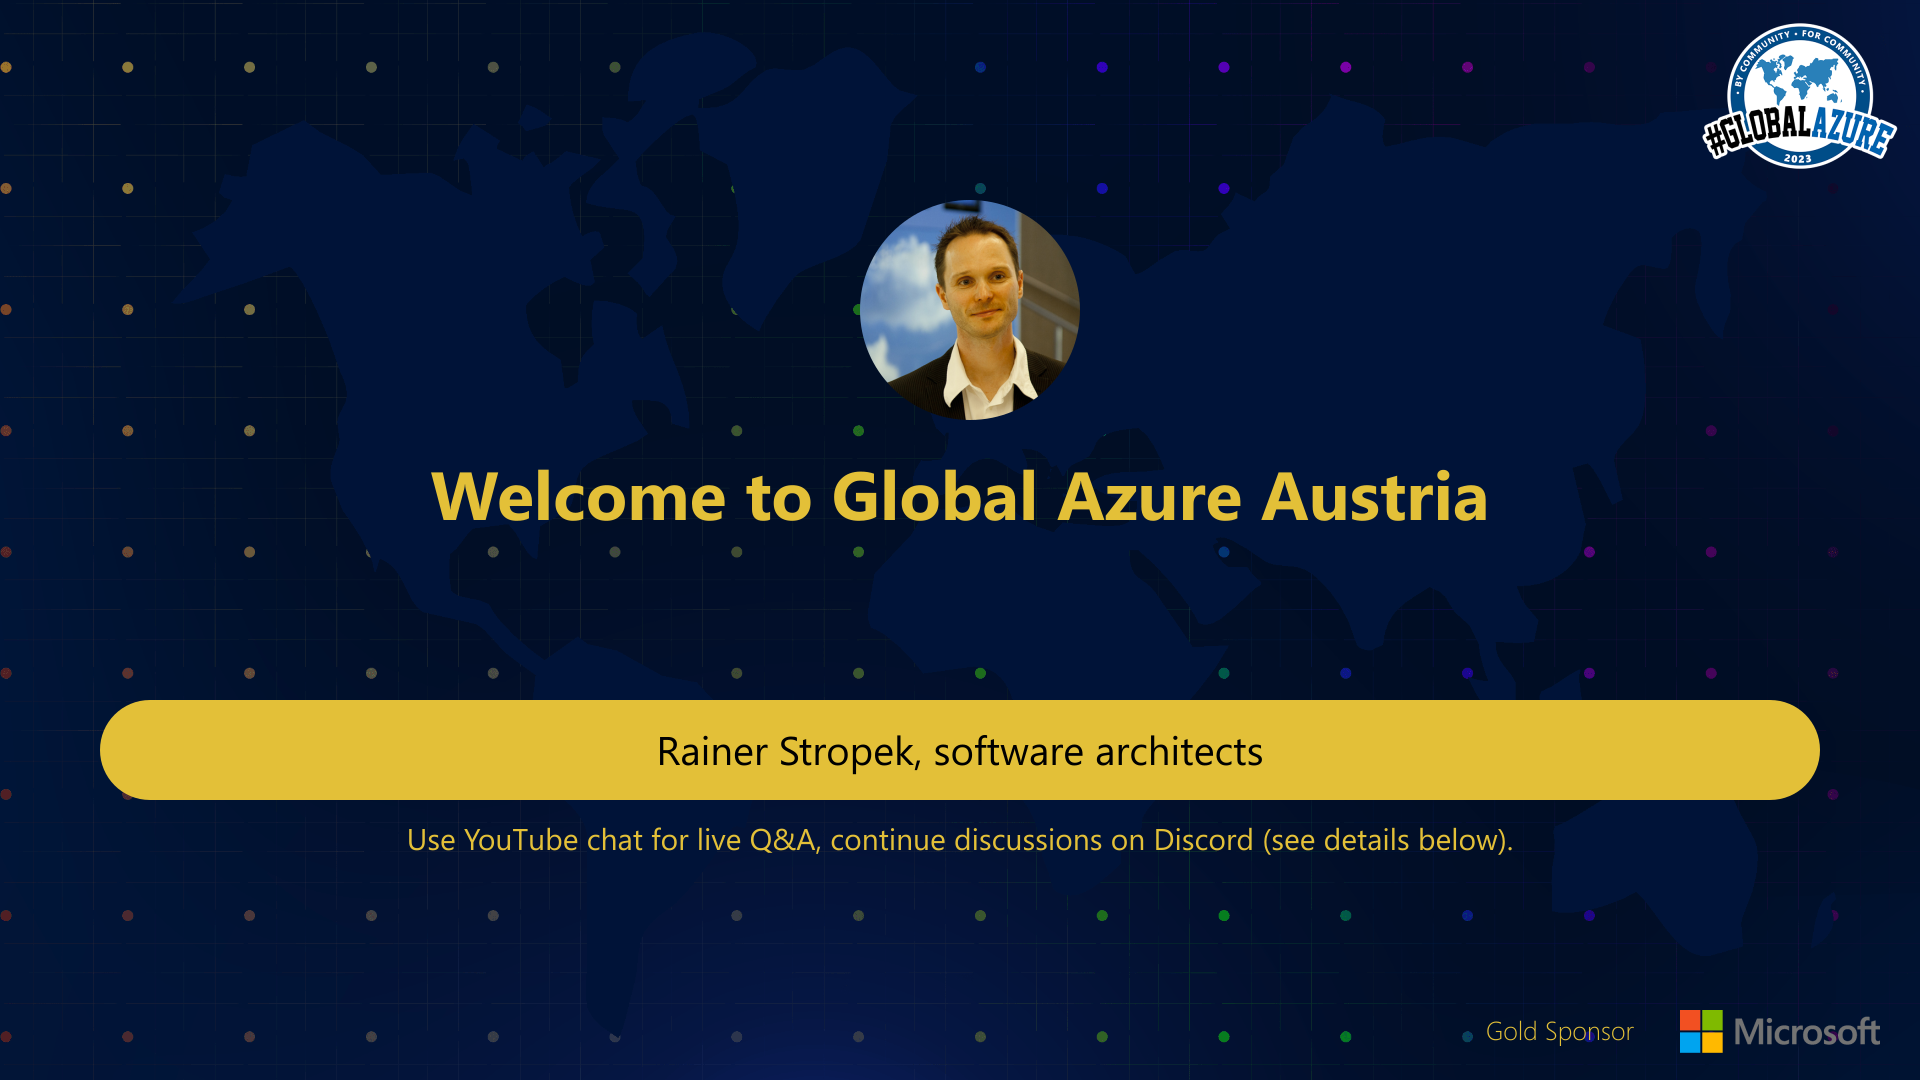 • BY COMMUNITY • FOR COMMUNITY •
#GLOBALAZURE
2023
Welcome to Global Azure Austria
Rainer Stropek, software architects
Use YouTube chat for live Q&A, continue discussions on Discord (see details below).
Gold Sponsor
Microsoft